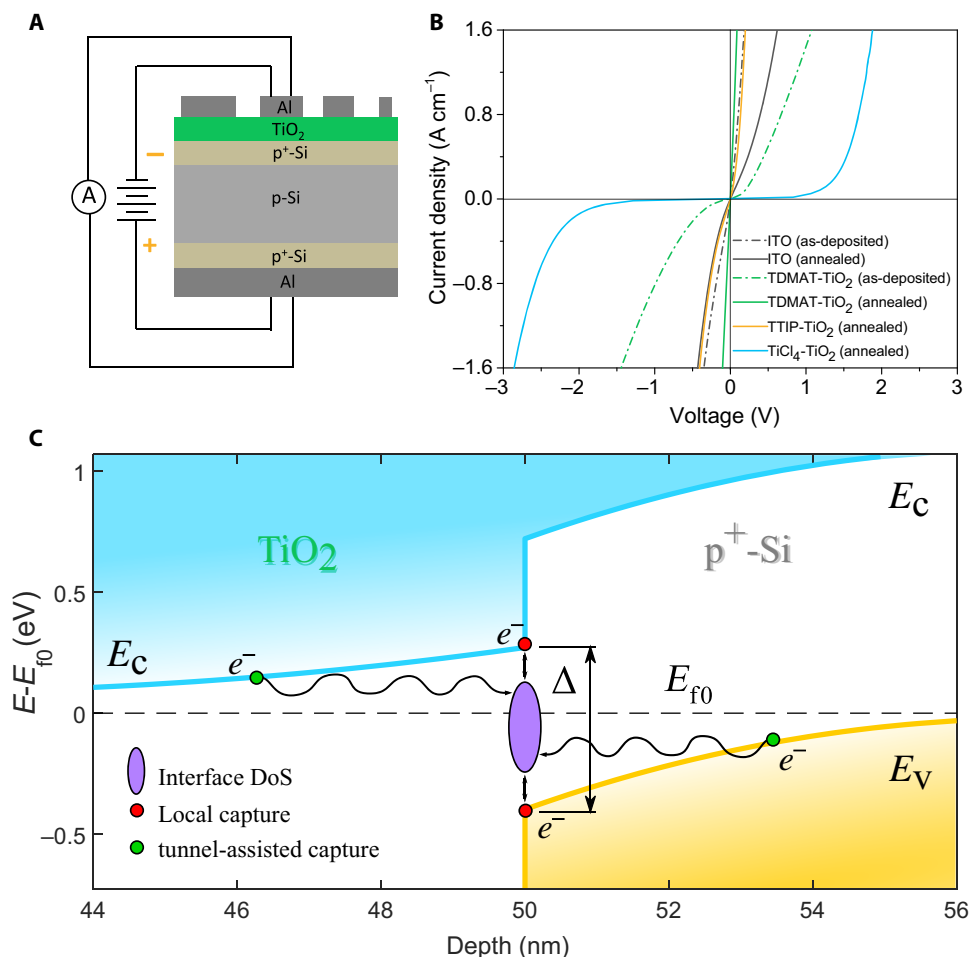 A
Al
TiO2
p+-Si
p-Si
p+-Si
Al
A
−
+
B
Current density (A cm−2)
1.6
0.8
0.0
−0.8
−1.6
ITO (as-deposited)
ITO (annealed)
TDMAT-TiO2 (as-deposited)
TDMAT-TiO2 (annealed)
TTIP-TiO2 (annealed)
TiCl4-TiO2 (annealed)
−3 −2 −1 0 1 2 3
Voltage (V)
C
E-Ef0 (eV)
1
0.5
0
−0.5
TiO2
p+-Si
Ec
Ec
e−
e−
Δ
Ef0
e−
e−
Ev
Interface DoS
Local capture
tunnel-assisted capture
44 46 48 50 52 54 56
Depth (nm)